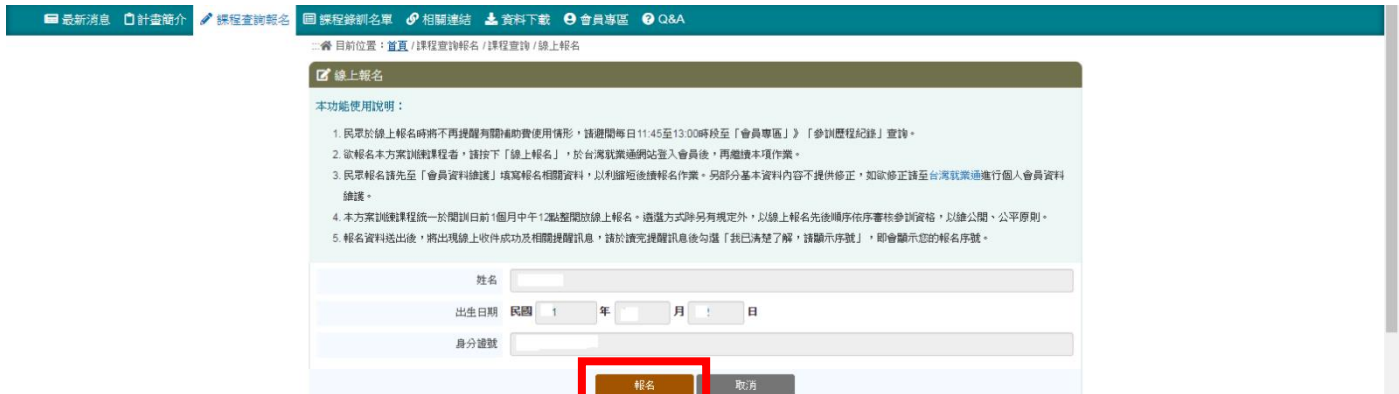 最新消息 計畫簡介 課程查詢報名 課程錄訓名單 相關連結 資料下載 會員專區 Q&A
目前位置：首頁 / 課程查詢報名 / 課程查詢 / 線上報名
線上報名
本功能使用說明：
1. 民眾於線上報名時將不再提醒有關補助費使用情形，請避開每日11:45至13:00時段至「會員專區」》「參訓歷程紀錄」查詢。
2. 欲報名本方案訓練課程者，請按下「線上報名」，於台灣就業通網站登入會員後，再繼續本項作業。
3. 民眾報名請先至「會員資料維護」填寫報名相關資料，以利縮短後續報名作業。另部分基本資料內容不提供修正，如欲修正請至台灣就業通進行個人會員資料
維護。
4. 本方案訓練課程統一於開訓日前1個月中午12點整開放線上報名。遴選方式除另有規定外，以線上報名先後順序依序審核參訓資格，以維公開、公平原則。
5. 報名資料送出後，將出現線上收件成功及相關提醒訊息，請於讀完提醒訊息後勾選「我已清楚了解，請顯示序號」，即會顯示您的報名序號。
姓名
出生日期 民國 1 年 月 日
身分證號
報名 取消